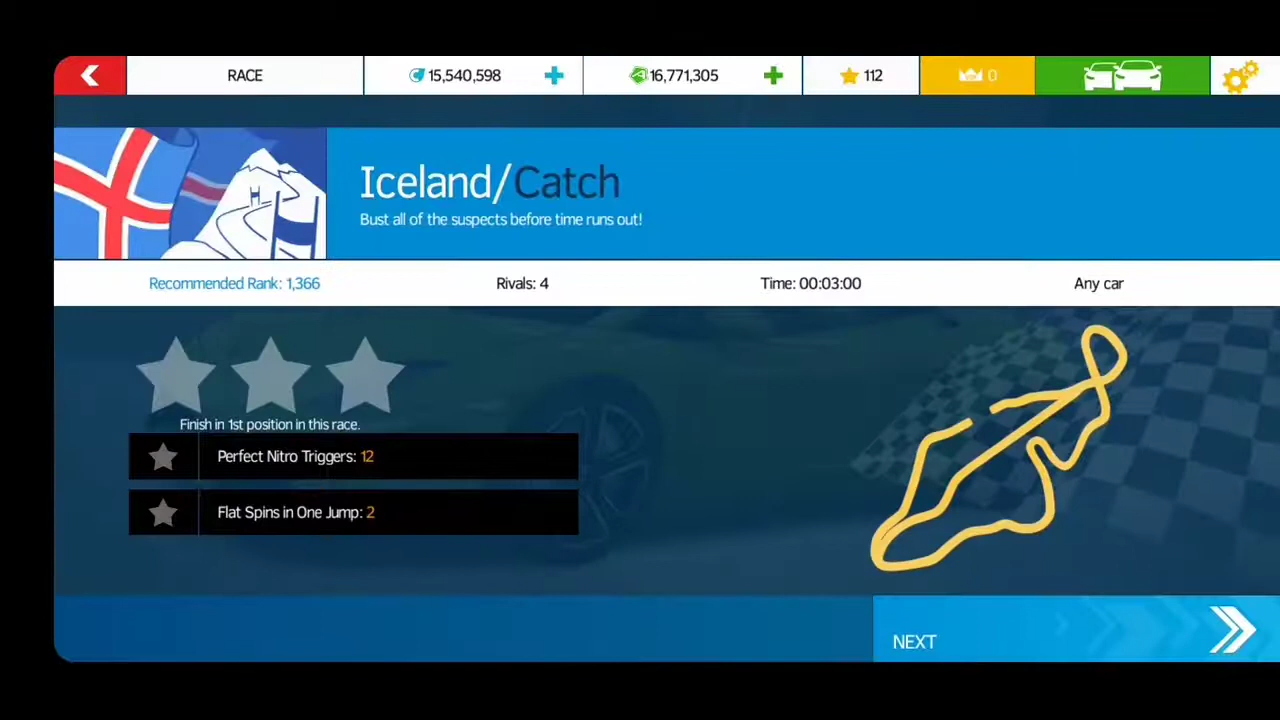 RACE
15,540,598
16,771,305
112
0
Iceland/Catch
Bust all of the suspects before time runs out!
Recommended Rank: 1,366
Rivals: 4
Time: 00:03:00
Any car
Finish in 1st position in this race.
Perfect Nitro Triggers: 12
Flat Spins in One Jump: 2
NEXT